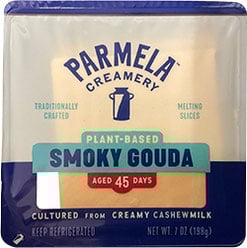 PARMELA™
CREAMERY
TRADITIONALLY
CRAFTED
MELTING
SLICES
PLANT-BASED
SMOKY GOUDA
AGED 45 DAYS
CULTURED FROM CREAMY CASHEWMILK
KEEP REFRIGERATED
NET WT. 7 OZ (198g)